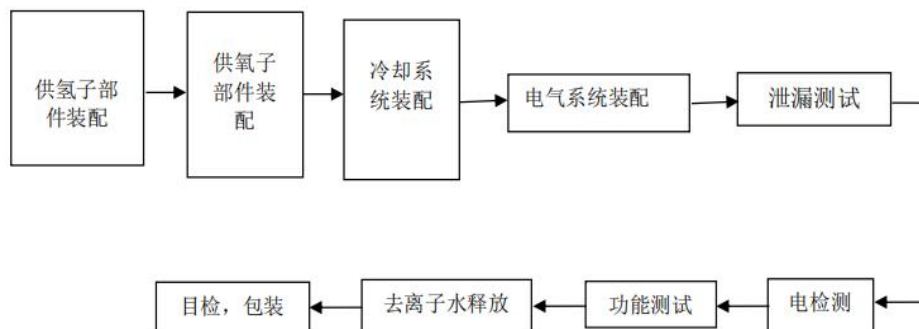 供氢子部
件装配
供氧子
部件装
配
冷却系
统装配
电气系统装配
泄漏测试
电检测
功能测试
去离子水释放
目检，包装